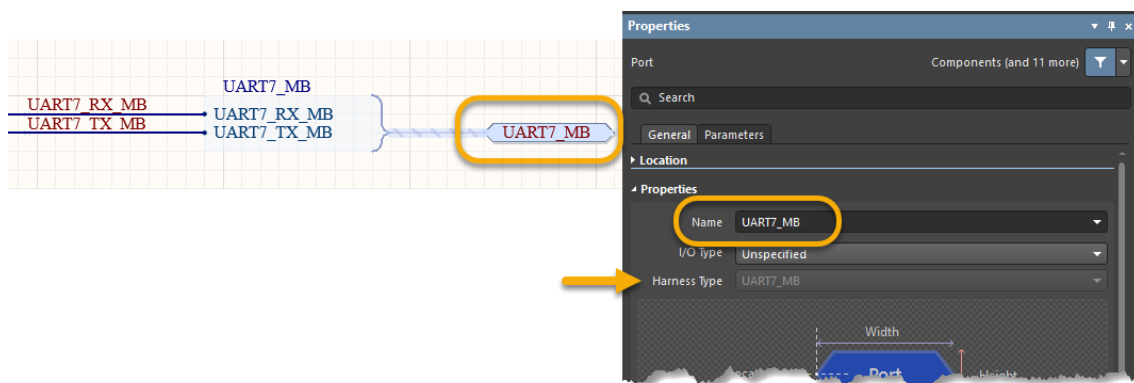 UART7_MB
UART7_RX_MB
UART7_TX_MB
UART7_RX_MB
UART7_TX_MB
UART7_MB
Properties
Port
Components (and 11 more)
Search
General Parameters
Location
Properties
Name UART7_MB
I/O Type Unspecified
Harness Type UART7_MB
Width
Port
Height